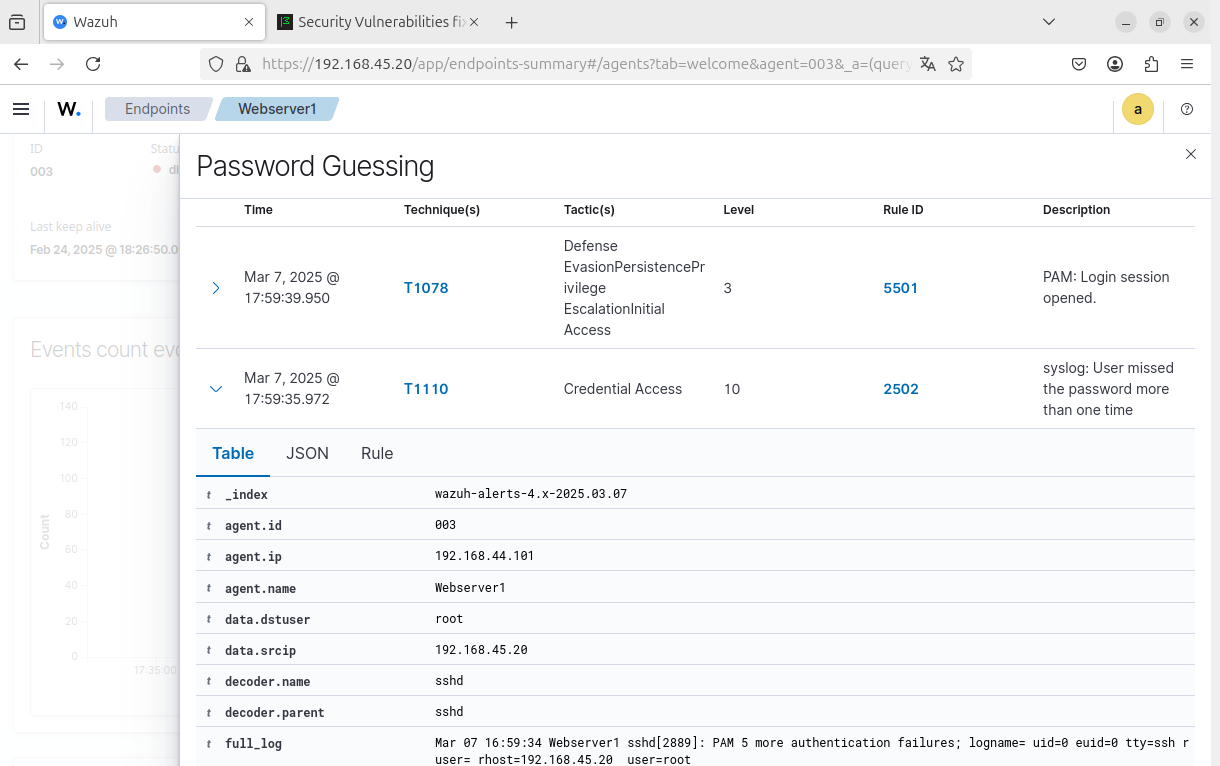 Wazuh
Security Vulnerabilities fi
https://192.168.45.20/app/endpoints-summary#/agents?tab=welcome&agent=003&_a=(query
W.
Endpoints
Webserver1
a
ID
Statu
003
di
Last keep alive
Feb 24, 2025 @ 18:26:50.0
Events count evo
140
120
100
80
60
40
20
0
Count
17:35:00
Password Guessing
Time Technique(s) Tactic(s) Level Rule ID Description
Mar 7, 2025 @
17:59:39.950
T1078
Defense
EvasionPersistencePr
ivilege
EscalationInitial
Access
3
5501
PAM: Login session
opened.
Mar 7, 2025 @
17:59:35.972
T1110
Credential Access
10
2502
syslog: User missed
the password more
than one time
Table JSON Rule
t _index wazuh-alerts-4.x-2025.03.07
t agent.id 003
t agent.ip 192.168.44.101
t agent.name Webserver1
t data.dstuser root
t data.srcip 192.168.45.20
t decoder.name sshd
t decoder.parent sshd
t full_log Mar 07 16:59:34 Webserver1 sshd[2889]: PAM 5 more authentication failures; logname= uid=0 euid=0 tty=ssh r
user= rhost=192.168.45.20  user=root